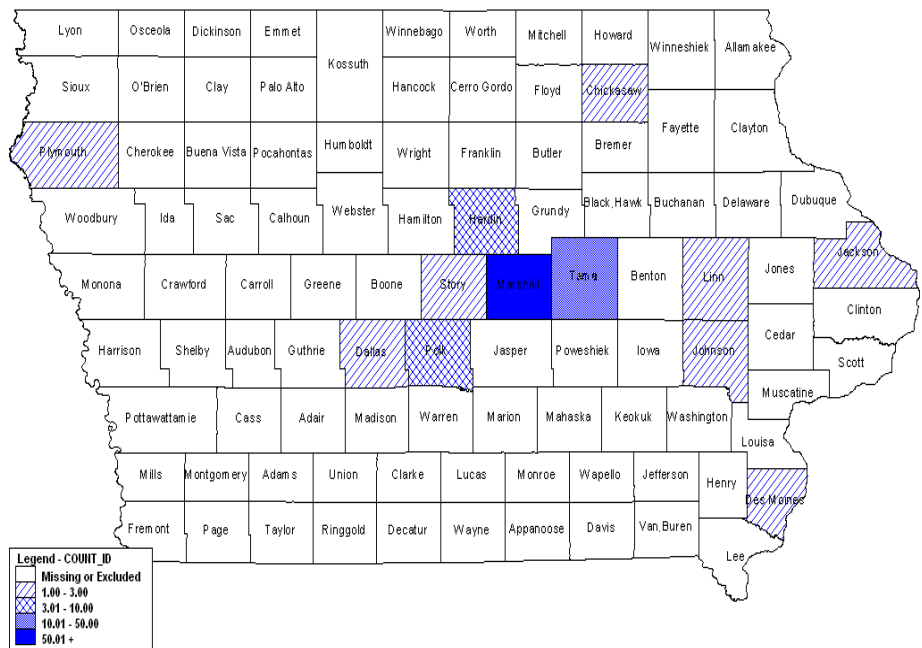 Lyon Osceola Dickinson Emmet Winnebago Worth Mitchell Howard
Kossuth Winneshiek Allamakee
Sioux O'Brien Clay Palo Alto Hancock Cerro Gordo Floyd Chickasaw
Fayette Clayton
Plymouth Cherokee Buena Vista Pocahontas Humboldt Wright Franklin Butler Bremer
Woodbury Ida Sac Calhoun Webster Hamilton Hardin Grundy Black.Hawk Buchanan Delaware Dubuque
Monona Crawford Carroll Greene Boone Story Marshall Tama Benton Linn Jones Jackson
Clinton
Harrison Shelby Audubon Guthrie Dallas Polk Jasper Poweshiek Iowa Johnson Cedar Scott
Muscatine
Pottawattamie Cass Adair Madison Warren Marion Mahaska Keokuk Washington
Louisa
Mills Montgomery Adams Union Clarke Lucas Monroe Wapello Jefferson Henry
Des Moines
Fremont Page Taylor Ringgold Decatur Wayne Appanoose Davis Van.Buren
Lee
Legend - COUNT_ID
Missing or Excluded
1.00 - 3.00
3.01 - 10.00
10.01 - 50.00
50.01 +